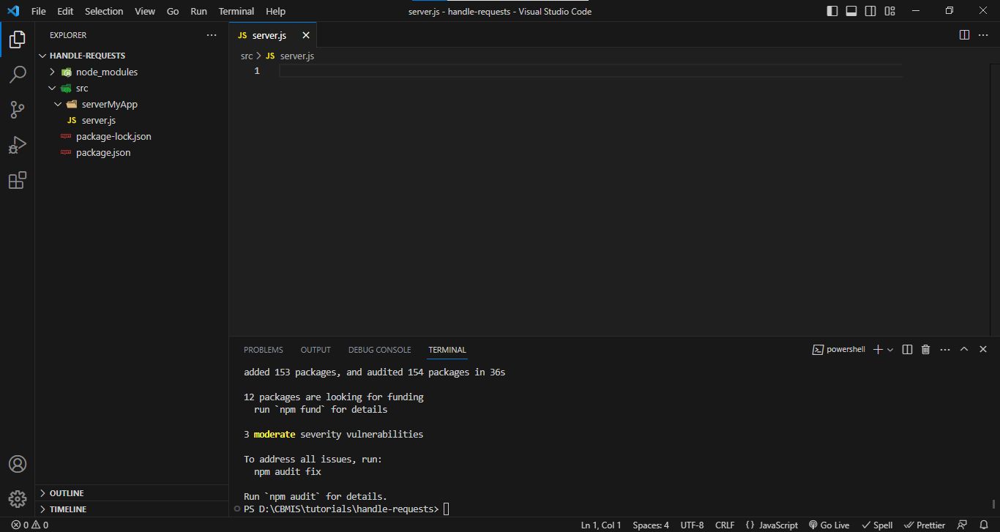 File Edit Selection View Go Run Terminal Help
server.js - handle-requests - Visual Studio Code
EXPLORER
HANDLE-REQUESTS
node_modules
src
serverMyApp
JS server.js
package-lock.json
package.json
OUTLINE
TIMELINE
JS server.js
src > JS server.js
1
PROBLEMS OUTPUT DEBUG CONSOLE TERMINAL
powershell
added 153 packages, and audited 154 packages in 36s
12 packages are looking for funding
run `npm fund` for details
3 moderate severity vulnerabilities
To address all issues, run:
npm audit fix
Run `npm audit` for details.
PS D:\CBMIS\tutorials\handle-requests>
0 0 Ln 1, Col 1 Spaces: 4 UTF-8 CRLF {} JavaScript Go Live Spell Prettier